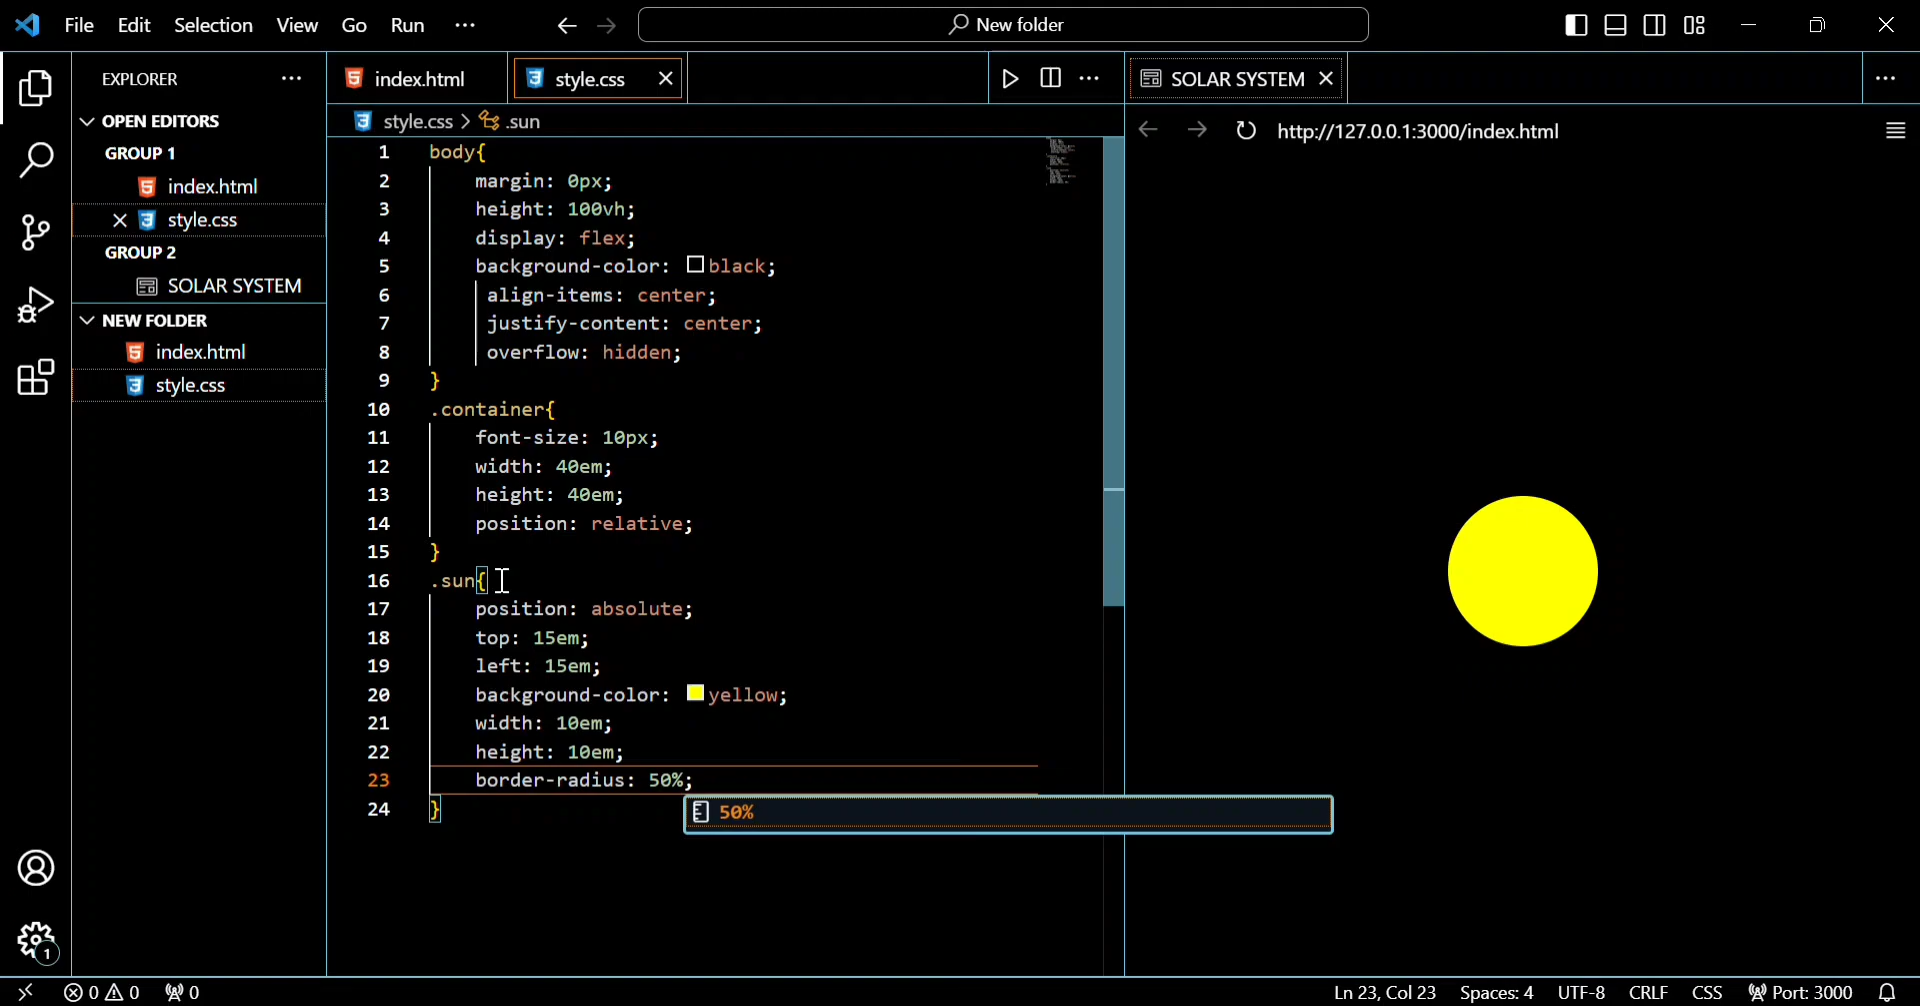 File Edit Selection View Go Run ···
New folder
EXPLORER ···
OPEN EDITORS
GROUP 1
index.html
style.css
GROUP 2
SOLAR SYSTEM
NEW FOLDER
index.html
style.css
1
index.html style.css
style.css > .sun
1 body{
2 margin: 0px;
3 height: 100vh;
4 display: flex;
5 background-color: black;
6 align-items: center;
7 justify-content: center;
8 overflow: hidden;
9 }
10 .container{
11 font-size: 10px;
12 width: 40em;
13 height: 40em;
14 position: relative;
15 }
16 .sun{
17 position: absolute;
18 top: 15em;
19 left: 15em;
20 background-color: yellow;
21 width: 10em;
22 height: 10em;
23 border-radius: 50%;
24 }
50%
SOLAR SYSTEM
http://127.0.0.1:3000/index.html
0 0 0 Ln 23, Col 23 Spaces: 4 UTF-8 CRLF CSS Port: 3000